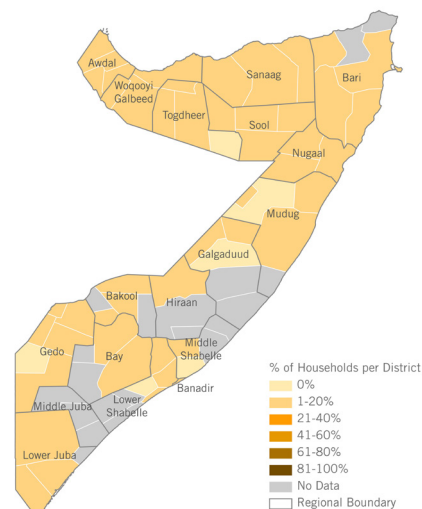 Awdal
Woqooyi
Galbeed
Togdheer
Sanaag
Sool
Bari
Nugaal
Mudug
Galgaduud
Bakool
Hiraan
Gedo
Bay
Middle
Shabelle
Banadir
Lower
Shabelle
Middle Juba
Lower Juba
% of Households per District
0%
1-20%
21-40%
41-60%
61-80%
81-100%
No Data
Regional Boundary